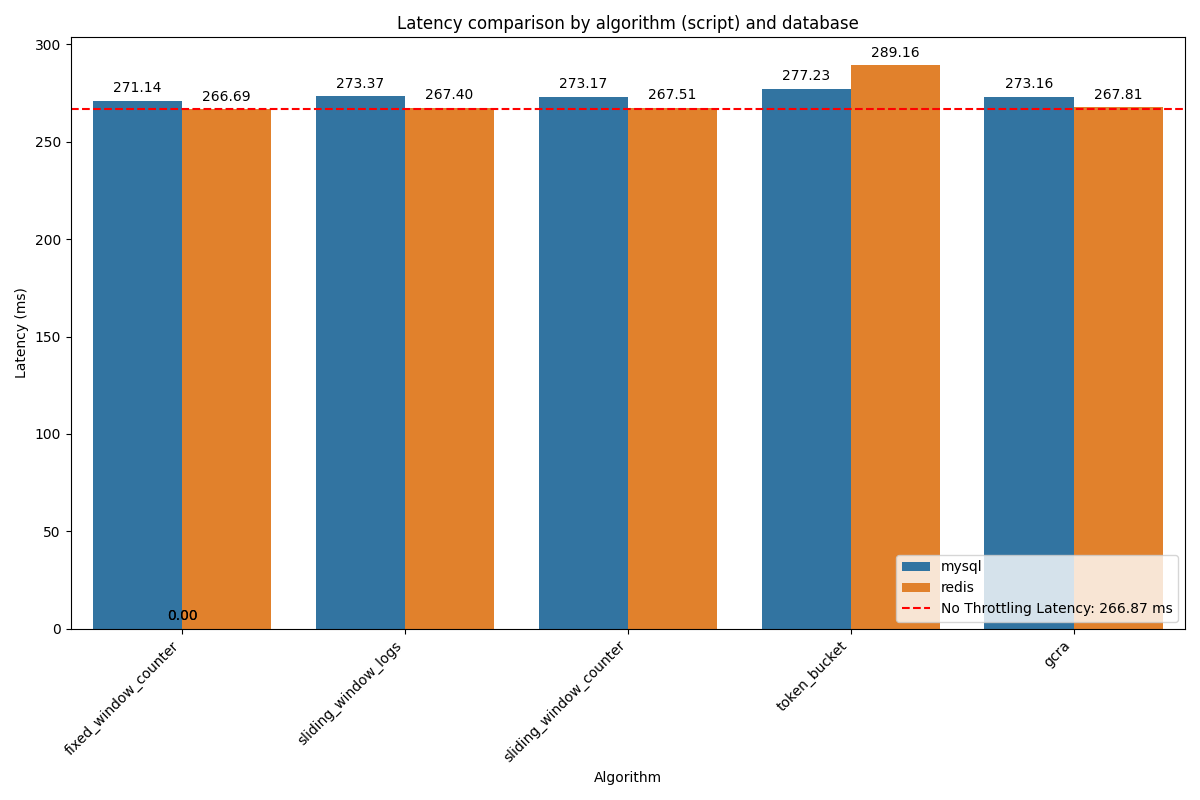 Latency comparison by algorithm (script) and database
Latency (ms)
300
250
200
150
100
50
0
271.14
266.69
273.37
267.40
273.17
267.51
277.23
289.16
273.16
267.81
0.00
mysql
redis
No Throttling Latency: 266.87 ms
fixed_window_counter
sliding_window_logs
sliding_window_counter
token_bucket
gcra
Algorithm